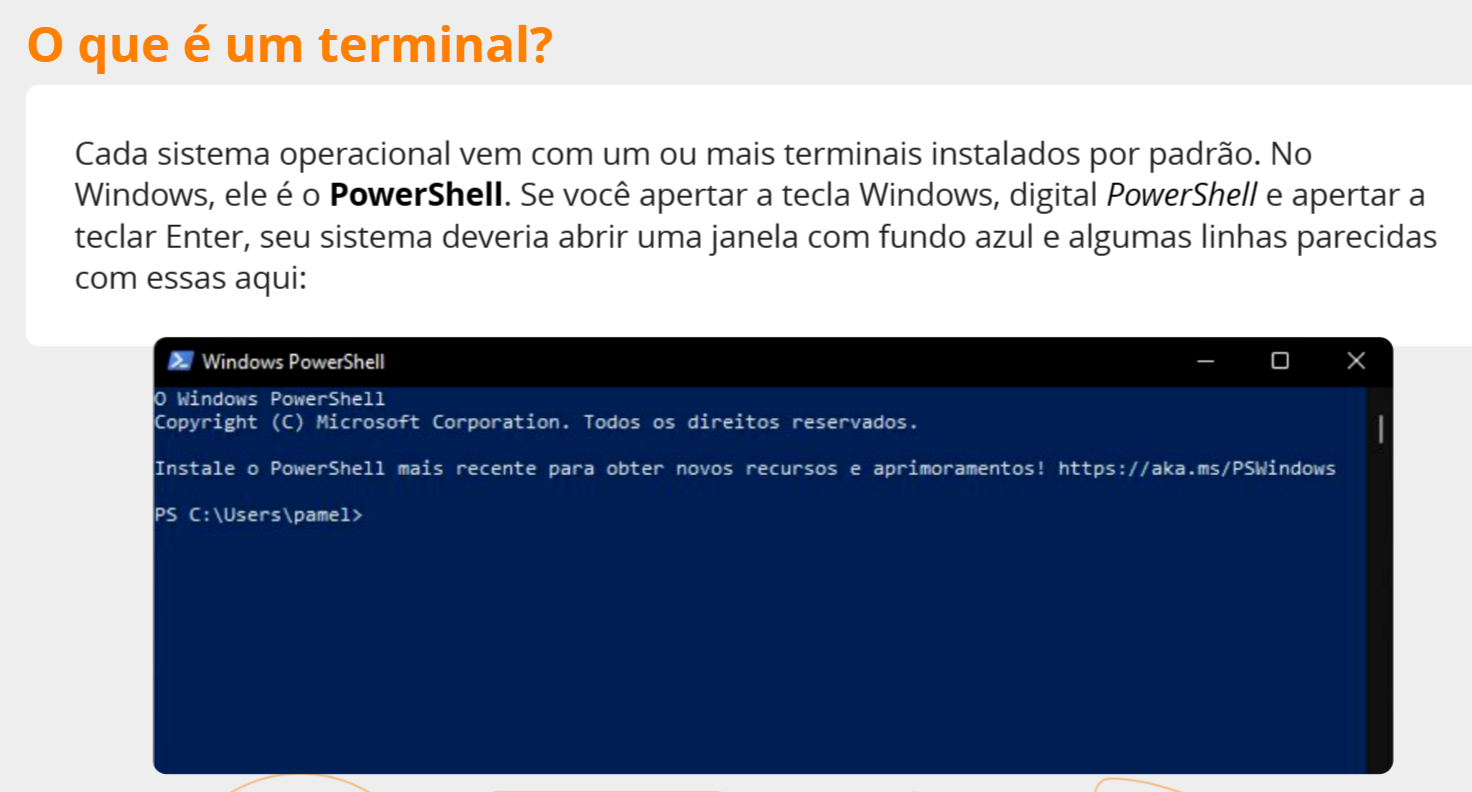 O que é um terminal?
Cada sistema operacional vem com um ou mais terminais instalados por padrão. No
Windows, ele é o PowerShell. Se você apertar a tecla Windows, digital PowerShell e apertar a
teclar Enter, seu sistema deveria abrir uma janela com fundo azul e algumas linhas parecidas
com essas aqui:
Windows PowerShell
O Windows PowerShell
Copyright (C) Microsoft Corporation. Todos os direitos reservados.
Instale o PowerShell mais recente para obter novos recursos e aprimoramentos! https://aka.ms/PSWindows
PS C:\Users\pamel>